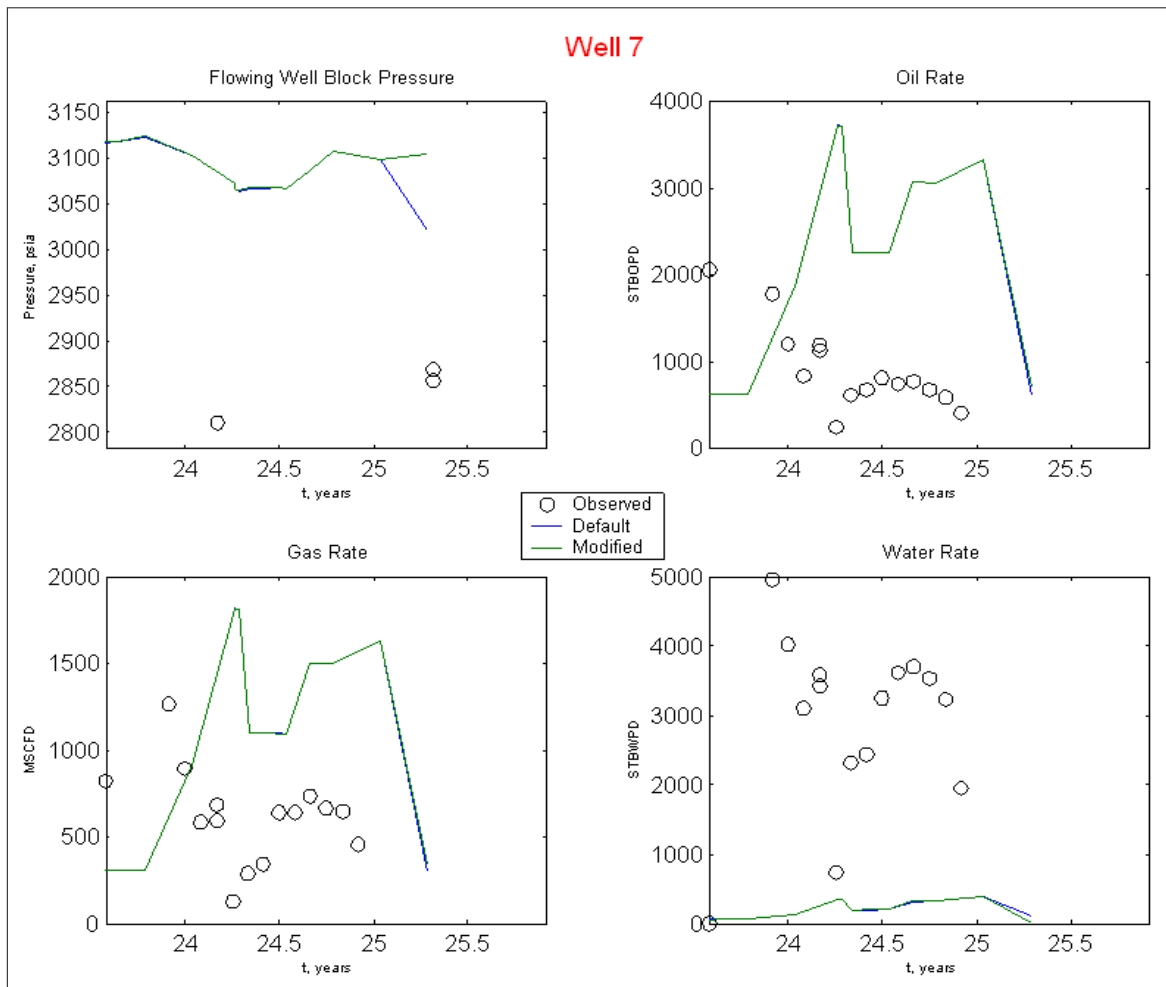 Well 7
Flowing Well Block Pressure
3150
3100
3050
3000
2950
2900
2850
2800
Pressure, psia
24
24.5
25
25.5
t, years
Oil Rate
4000
3000
2000
1000
0
STBOPD
24
24.5
25
25.5
t, years
Observed
Default
Modified
Gas Rate
2000
1500
1000
500
0
MSCFD
24
24.5
25
25.5
t, years
Water Rate
5000
4000
3000
2000
1000
0
STBWPD
24
24.5
25
25.5
t, years